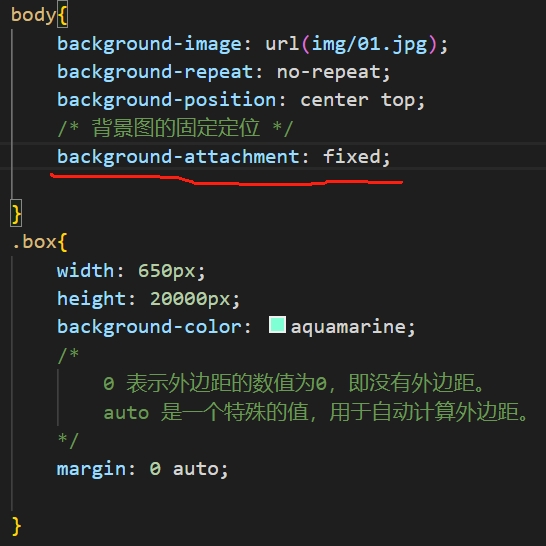 body{
background-image: url(img/01.jpg);
background-repeat: no-repeat;
background-position: center top;
/* 背景图的固定定位 */
background-attachment: fixed;
}
.box{
width: 650px;
height: 20000px;
background-color: aquamarine;
/*
0 表示外边距的数值为0，即没有外边距。
auto 是一个特殊的值，用于自动计算外边距。
*/
margin: 0 auto;
}